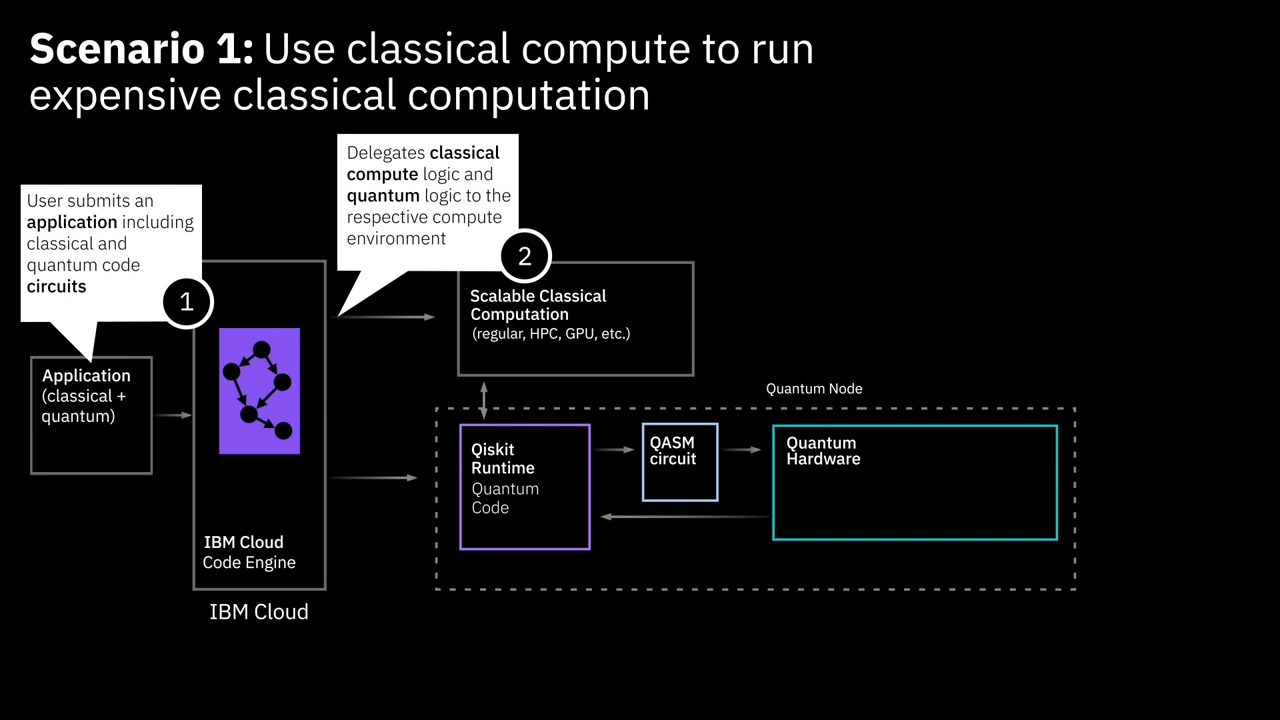 Scenario 1: Use classical compute to run
expensive classical computation
User submits an
application including
classical and
quantum code
circuits
1
Delegates classical
compute logic and
quantum logic to the
respective compute
environment
2
Application
(classical +
quantum)
IBM Cloud
Code Engine
IBM Cloud
Scalable Classical
Computation
(regular, HPC, GPU, etc.)
Quantum Node
Qiskit
Runtime
Quantum
Code
QASM
circuit
Quantum
Hardware